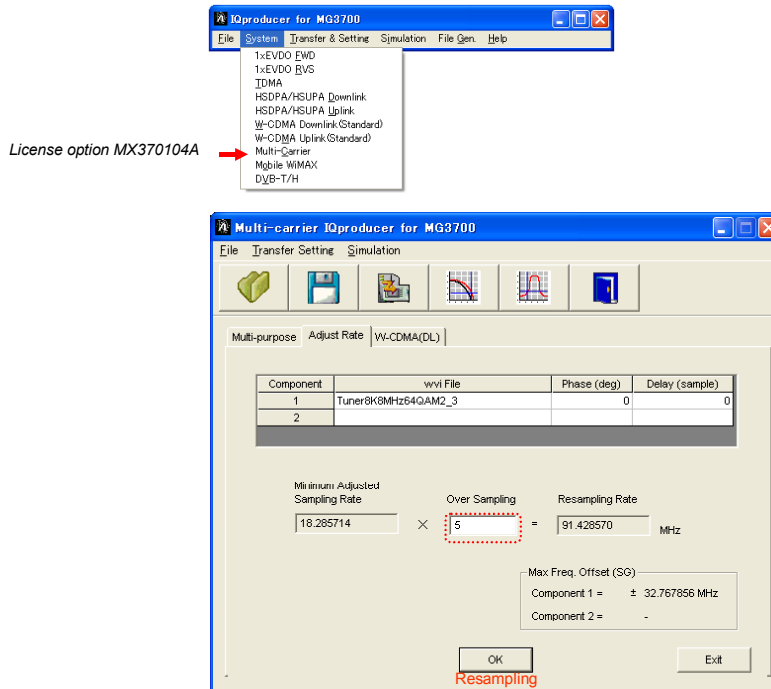 IQproducer for MG3700
File System Transfer & Setting Simulation File Gen. Help
1xEVDO FWD
1xEVDO RVS
TDMA
HSDPA/HSUPA Downlink
HSDPA/HSUPA Uplink
W-CDMA Downlink(Standard)
W-CDMA Uplink(Standard)
License option MX370104A
Multi-Carrier
Mobile WiMAX
DVB-T/H
Multi-carrier IQproducer for MG3700
File Transfer Setting Simulation
Multi-purpose Adjust Rate W-CDMA(DL)
Component wvi File Phase (deg) Delay (sample)
1 Tuner8K8MHz64QAM2_3 0 0
2
Minimum Adjusted
Sampling Rate Over Sampling Resampling Rate
18.285714 × 5 = 91.428570 MHz
Max Freq. Offset (SG)
Component 1 = ± 32.767856 MHz
Component 2 = -
OK Exit
Resampling